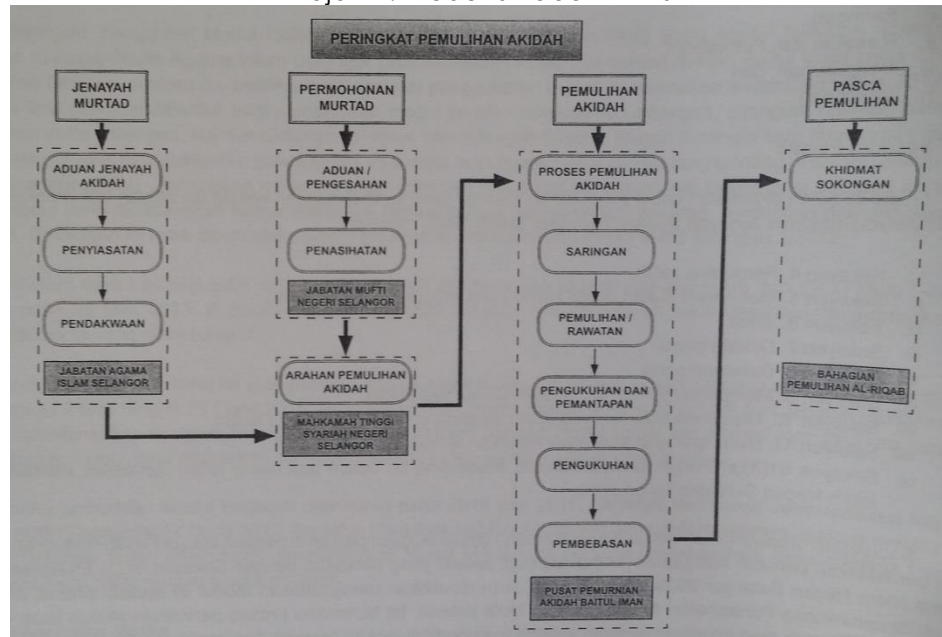 PERINGKAT PEMULIHAN AKIDAH
JENAYAH
MURTAD
ADUAN JENAYAH
AKIDAH
PENYIASATAN
PENDAKWAAN
JABATAN AGAMA
ISLAM SELANGOR
PERMOHONAN
MURTAD
ADUAN /
PENGESAHAN
PENASIHATAN
JABATAN MUFTI
NEGERI SELANGOR
ARAHAN PEMULIHAN
AKIDAH
MAHKAMAH TINGGI
SYARIAH NEGERI
SELANGOR
PEMULIHAN
AKIDAH
PROSES PEMULIHAN
AKIDAH
SARINGAN
PEMULIHAN /
RAWATAN
PENGUKUHAN DAN
PEMANTAPAN
PENGUKUHAN
PEMBEBASAN
PUSAT PEMURNIAN
AKIDAH BAITUL IMAN
PASCA
PEMULIHAN
KHIDMAT
SOKONGAN
BAHAGIAN
PEMULIHAN AL-RIQAB